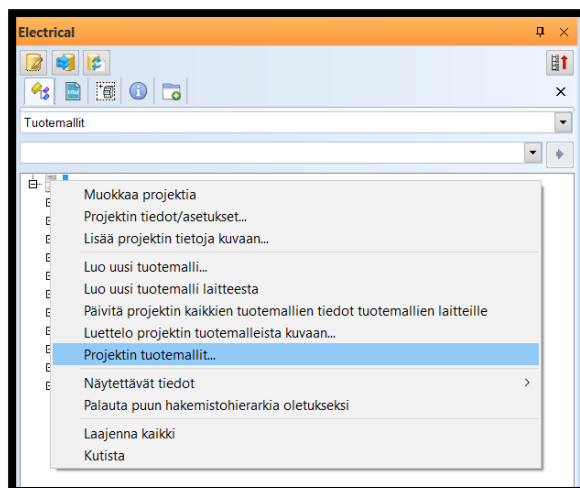 Electrical
Tuotemallit
Muokkaa projektia
Projektin tiedot/asetukset...
Lisää projektin tietoja kuvaan...
Luo uusi tuotemalli...
Luo uusi tuotemalli laitteesta
Päivitä projektin kaikkien tuotemallien tiedot tuotemallien laitteille
Luettelo projektin tuotemalleista kuvaan...
Projektin tuotemallit...
Näytettävät tiedot
Palauta puun hakemistohierarkia oletukseksi
Laajenna kaikki
Kutista